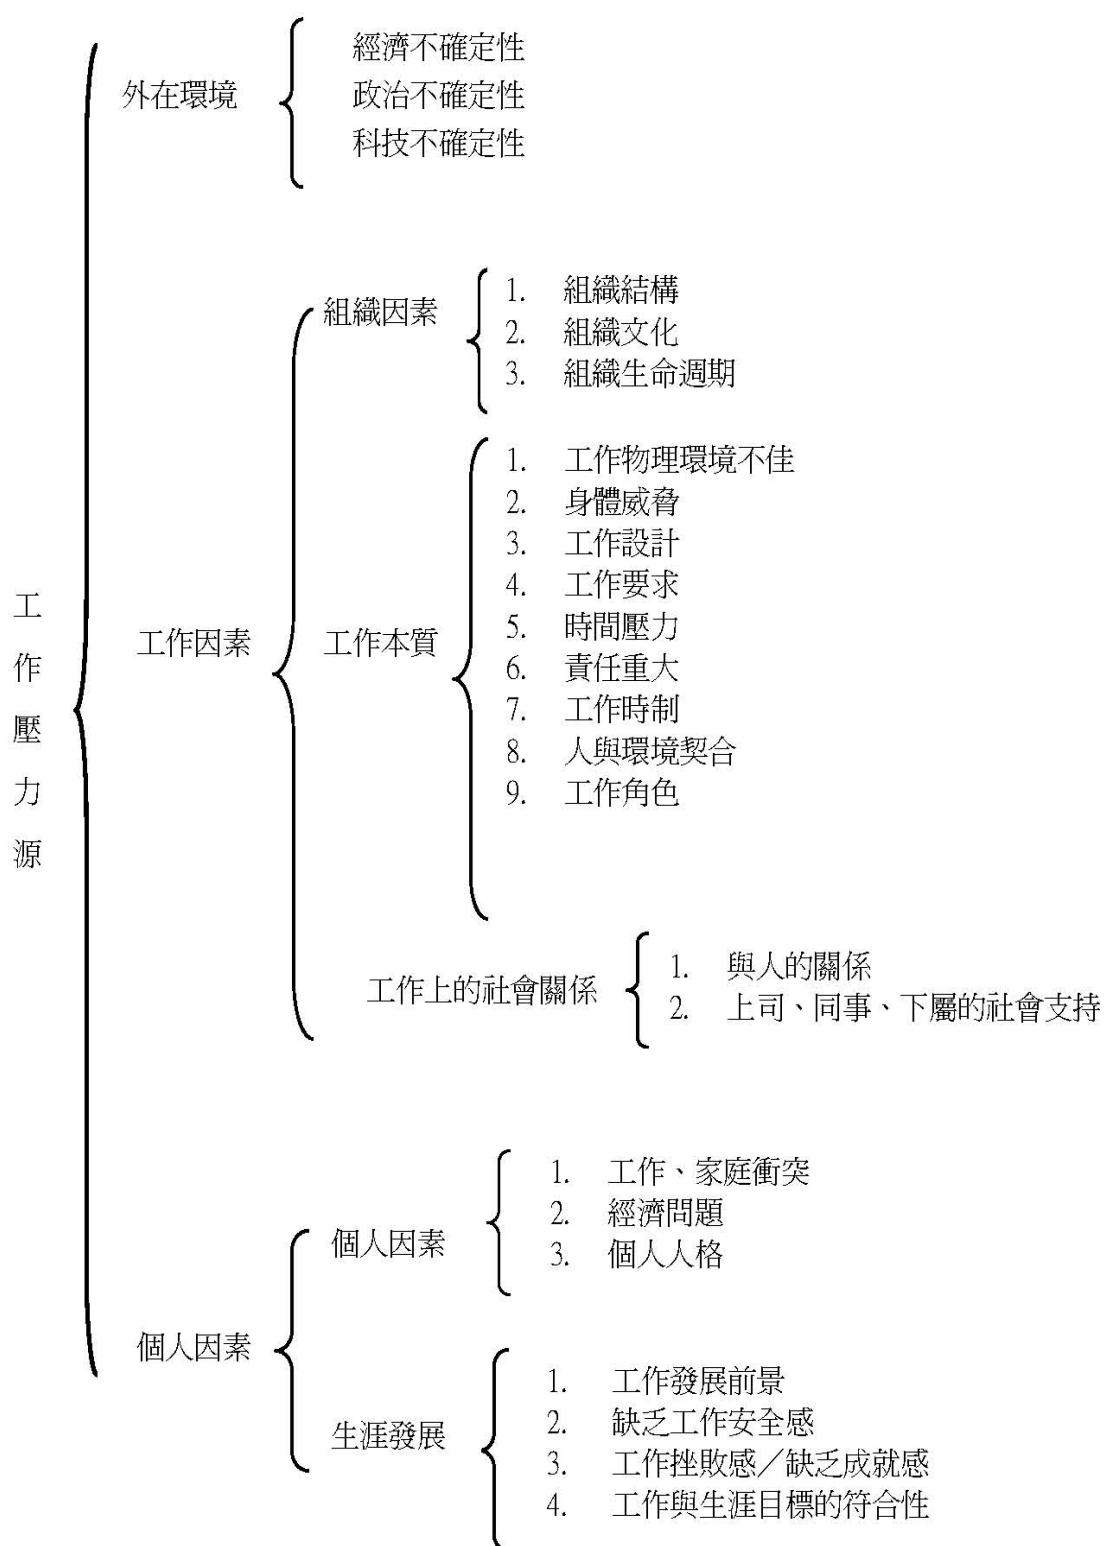 工作壓力源
外在環境
經濟不確定性
政治不確定性
科技不確定性
工作因素
組織因素
1. 組織結構
2. 組織文化
3. 組織生命週期
工作本質
1. 工作物理環境不佳
2. 身體威脅
3. 工作設計
4. 工作要求
5. 時間壓力
6. 責任重大
7. 工作時制
8. 人與環境契合
9. 工作角色
工作上的社會關係
1. 與人的關係
2. 上司、同事、下屬的社會支持
個人因素
個人因素
1. 工作、家庭衝突
2. 經濟問題
3. 個人人格
生涯發展
1. 工作發展前景
2. 缺乏工作安全感
3. 工作挫敗感／缺乏成就感
4. 工作與生涯目標的符合性